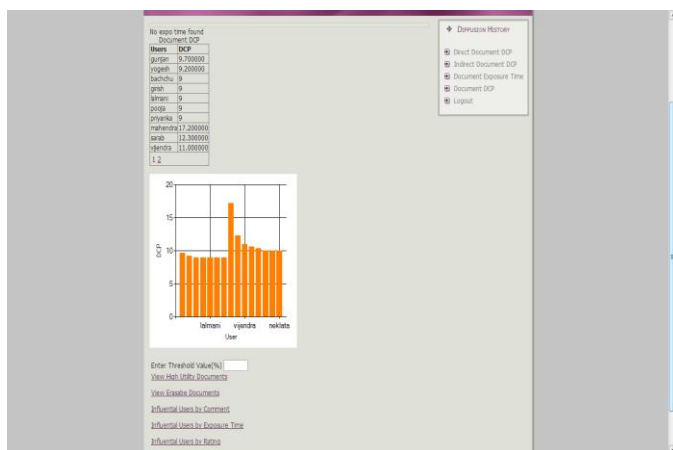 No expo time found
Document DCP
Users DCP
gunjan 9.700000
yogesh 9.200000
bachchu 9
girish 9
lalmani 9
pooja 9
priyanka 9
mahendra 17.200000
sarab 12.300000
vijendra 11.000000
1 2
Diffusion History
Direct Document DCP
Indirect Document DCP
Document Exposure Time
Document DCP
Logout
20
15
10
5
0
DCP
lalmani vijendra neklata
User
Enter Threshold Value(%)
View High Utility Documents
View Erasabe Documents
Influential Users by Comment
Influential Users by Exposure Time
Influential Users by Rating